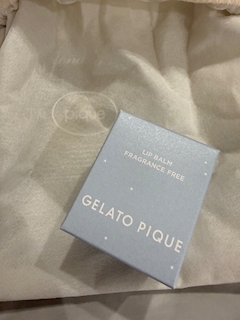 pique
LIP BALM
FRAGRANCE FREE
GELATO PIQUE